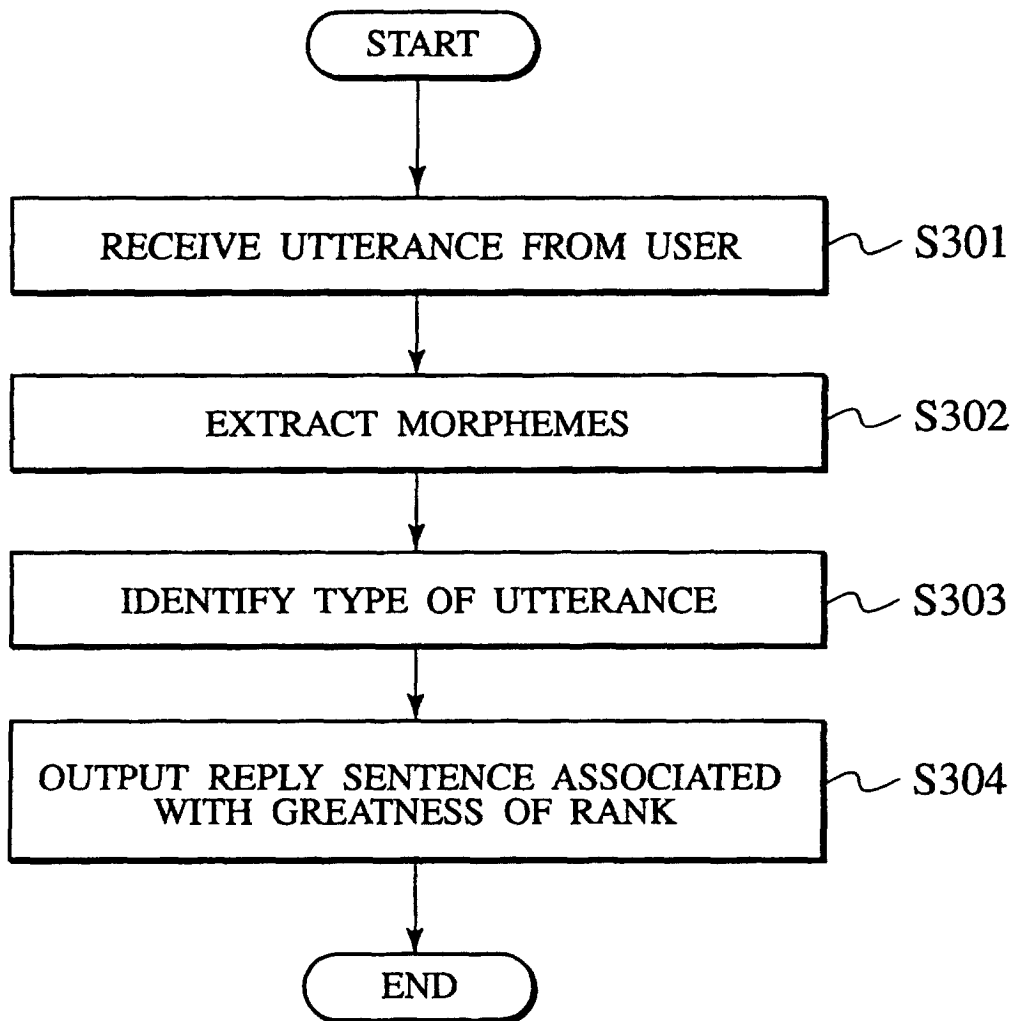 START
RECEIVE UTTERANCE FROM USER
S301
EXTRACT MORPHEMES
S302
IDENTIFY TYPE OF UTTERANCE
S303
OUTPUT REPLY SENTENCE ASSOCIATED
WITH GREATNESS OF RANK
S304
END